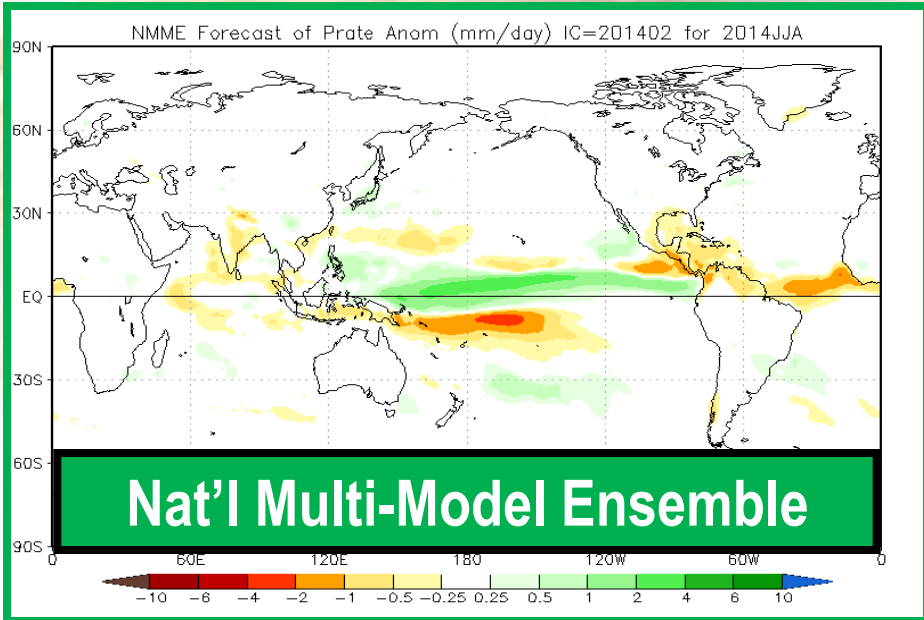 NMME Forecast of Prate Anom (mm/day) IC=201402 for 2014JJA
90N
60N
30N
EQ
30S
60S
90S
Nat'l Multi-Model Ensemble
0 60E 120E 180 120W 60W 0
-10 -6 -4 -2 -1 -0.5 -0.25 0.25 0.5 1 2 4 6 10